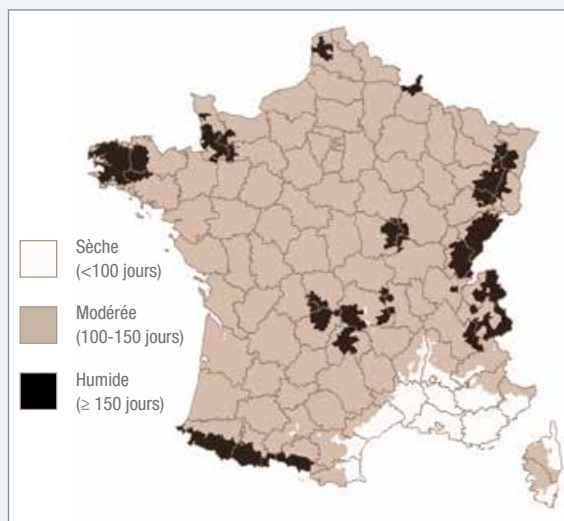 Sèche
(<100 jours)
Modérée
(100-150 jours)
Humide
(≥ 150 jours)